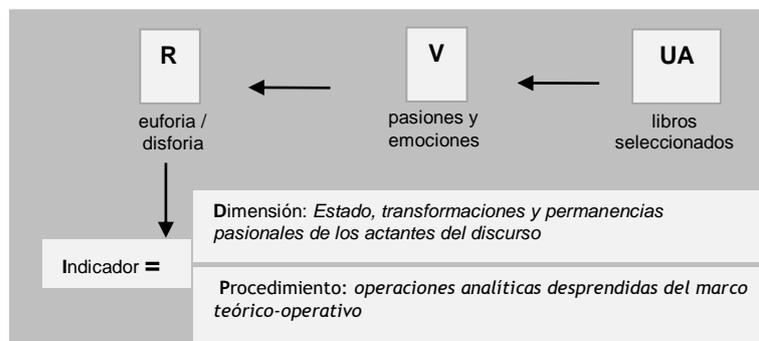 R
V
UA
euforia /
disforia
pasiones y
emociones
libros
seleccionados
Dimensión: Estado, transformaciones y permanencias
pasionales de los actantes del discurso
Indicador =
Procedimiento: operaciones analíticas desprendidas del marco
teórico-operativo